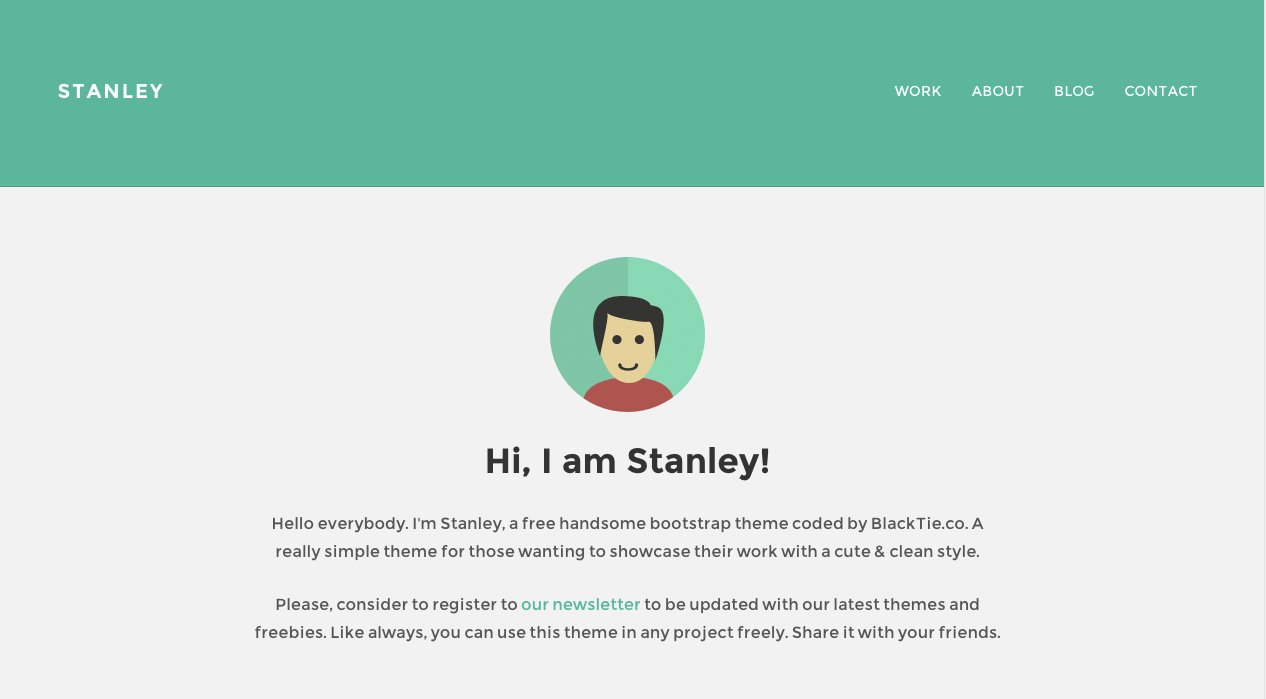 STANLEY
WORK ABOUT BLOG CONTACT
Hi, I am Stanley!
Hello everybody. I'm Stanley, a free handsome bootstrap theme coded by BlackTie.co. A
really simple theme for those wanting to showcase their work with a cute & clean style.
Please, consider to register to our newsletter to be updated with our latest themes and
freebies. Like always, you can use this theme in any project freely. Share it with your friends.